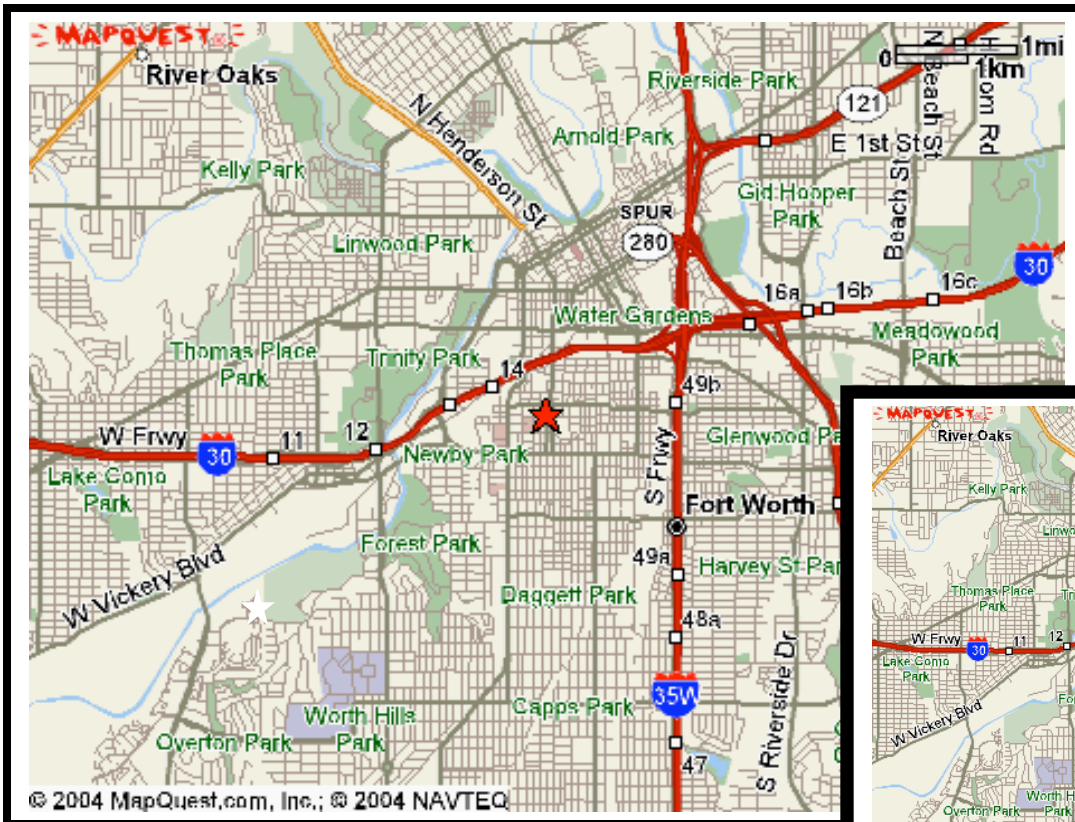 MAPQUEST
River Oaks
Riverside Park
0 1mi
1km
N Beach St
Horn Rd
121
N Henderson St
Arnold Park
E 1st St
Kelly Park
Gid Hooper
Park
Beach St
SPUR
280
Linwood Park
30
16a 16b 16c
Water Gardens
Meadowood
Park
Thomas Place
Park
Trinity Park
14
49b
W Frwy
30
11
12
Newby Park
S Frwy
Glenwood Pa
Lake Como
Park
Fort Worth
Forest Park
49a
Harvey St Par
W Vickery Blvd
Daggett Park
48a
S Riverside Dr
35W
Capps Park
Worth Hills
Park
Overton Park
47
© 2004 MapQuest.com, Inc.; © 2004 NAVTEQ
MAPQUEST
River Oaks
Kelly Park
Linwo
Thomas Place
Park
Tri
W Frwy
30
11
12
Lake Como
Park
Fo
W Vickery Blvd
Worth H
Park
Overton Park